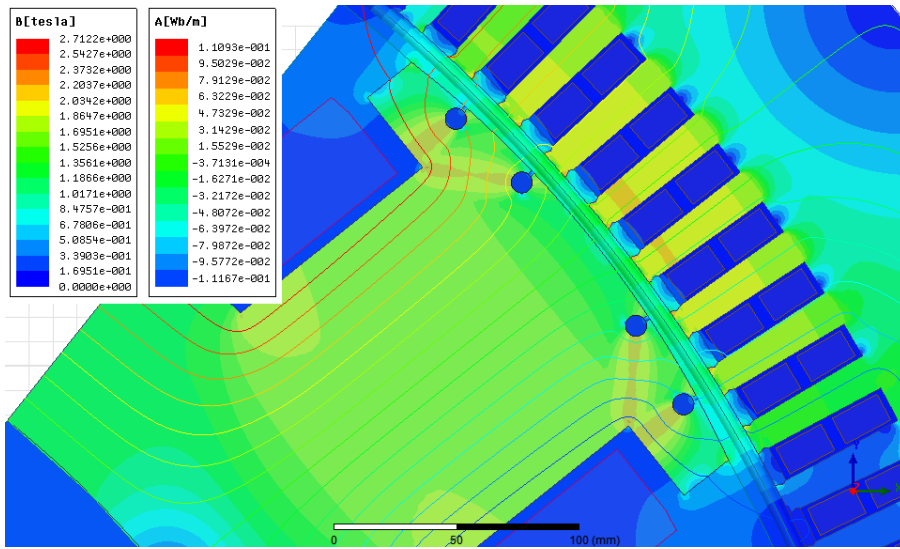 B[tesla]
2.7122e+000
2.5427e+000
2.3732e+000
2.2037e+000
2.0342e+000
1.8647e+000
1.6951e+000
1.5256e+000
1.3561e+000
1.1866e+000
1.0171e+000
8.4757e-001
6.7806e-001
5.0854e-001
3.3903e-001
1.6951e-001
0.0000e+000
A[Wb/m]
1.1093e-001
9.5029e-002
7.9129e-002
6.3229e-002
4.7329e-002
3.1429e-002
1.5529e-002
-3.7131e-004
-1.6271e-002
-3.2172e-002
-4.8072e-002
-6.3972e-002
-7.9872e-002
-9.5772e-002
-1.1167e-001
0
50
100 (mm)